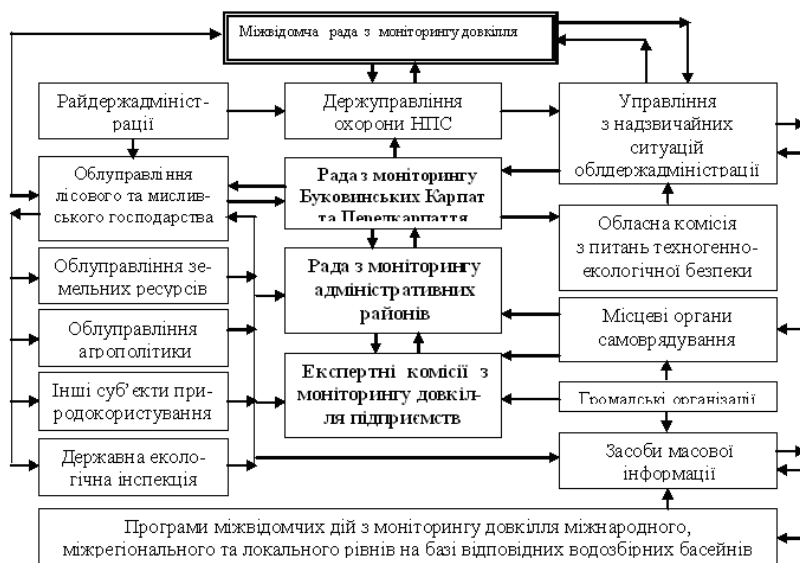 Міжвідомча рада з моніторингу довкілля
Райдержадмініст-
рації
Держуправління
охорони НПС
Управління
з надзвичайних
ситуацій
облдержадміністрації
Облуправління
лісового та мислив-
ського господарства
Рада з моніторингу
Буковинських Карпат
та Передкарпаття
Обласна комісія
з питань техногенно-
екологічної безпеки
Облуправління зе-
мельних ресурсів
Рада з моніторингу
адміністративних
районів
Облуправління
агрополітики
Місцеві органи
самоврядування
Інші суб’єкти при-
родокористування
Експертні комісії з
моніторингу довкіл-
ля підприємств
Громадські організації
Державна еколо-
гічна інспекція
Засоби масової
інформації
Програми міжвідомчих дій з моніторингу довкілля міжнародного,
міжрегіонального та локального рівнів на базі відповідних водозбірних басейнів